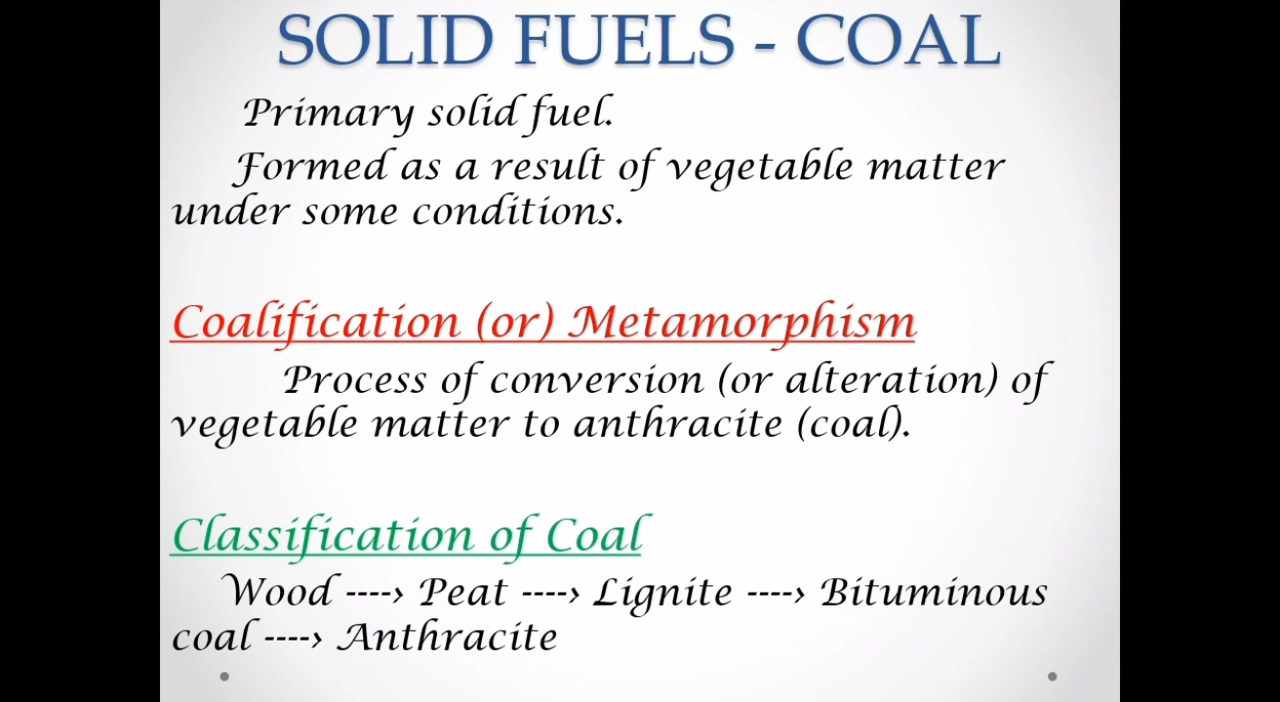 SOLID FUELS - COAL
Primary solid fuel.
Formed as a result of vegetable matter
under some conditions.
Coalification (or) Metamorphism
Process of conversion (or alteration) of
vegetable matter to anthracite (coal).
Classification of Coal
Wood ----› Peat ----› Lignite ----› Bituminous
coal ----› Anthracite